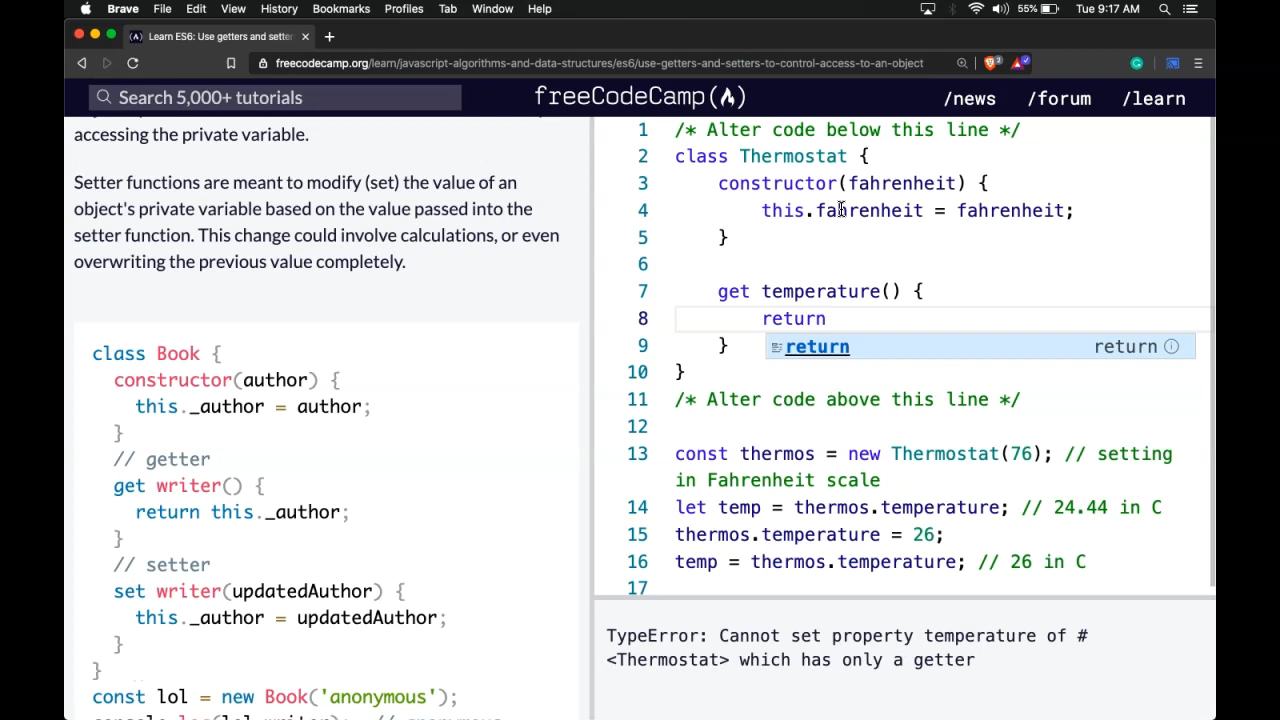 Brave File Edit View History Bookmarks Profiles Tab Window Help 55% Tue 9:17 AM
Learn ES6: Use getters and setter
freecodecamp.org/learn/javascript-algorithms-and-data-structures/es6/use-getters-and-setters-to-control-access-to-an-object
Search 5,000+ tutorials
freeCodeCamp
/news /forum /learn
accessing the private variable.
Setter functions are meant to modify (set) the value of an
object's private variable based on the value passed into the
setter function. This change could involve calculations, or even
overwriting the previous value completely.
class Book {
constructor(author) {
this._author = author;
}
// getter
get writer() {
return this._author;
}
// setter
set writer(updatedAuthor) {
this._author = updatedAuthor;
}
}
const lol = new Book('anonymous');
1 /* Alter code below this line */
2 class Thermostat {
3 constructor(fahrenheit) {
4 this.fahrenheit = fahrenheit;
5 }
6
7 get temperature() {
8 return
return return
9 }
10 }
11 /* Alter code above this line */
12
13 const thermos = new Thermostat(76); // setting
in Fahrenheit scale
14 let temp = thermos.temperature; // 24.44 in C
15 thermos.temperature = 26;
16 temp = thermos.temperature; // 26 in C
17
TypeError: Cannot set property temperature of #
<Thermostat> which has only a getter